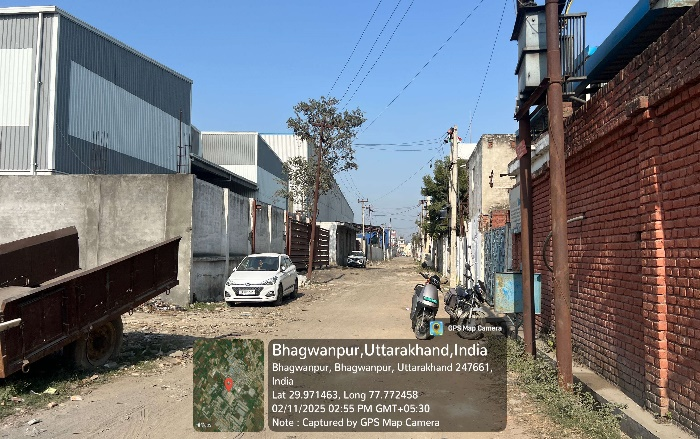 GPS Map Camera
Bhagwanpur,Uttarakhand,India
Bhagwanpur, Bhagwanpur, Uttarakhand 247661,
India
Lat 29.971463, Long 77.772458
02/11/2025 02:55 PM GMT+05:30
Note : Captured by GPS Map Camera